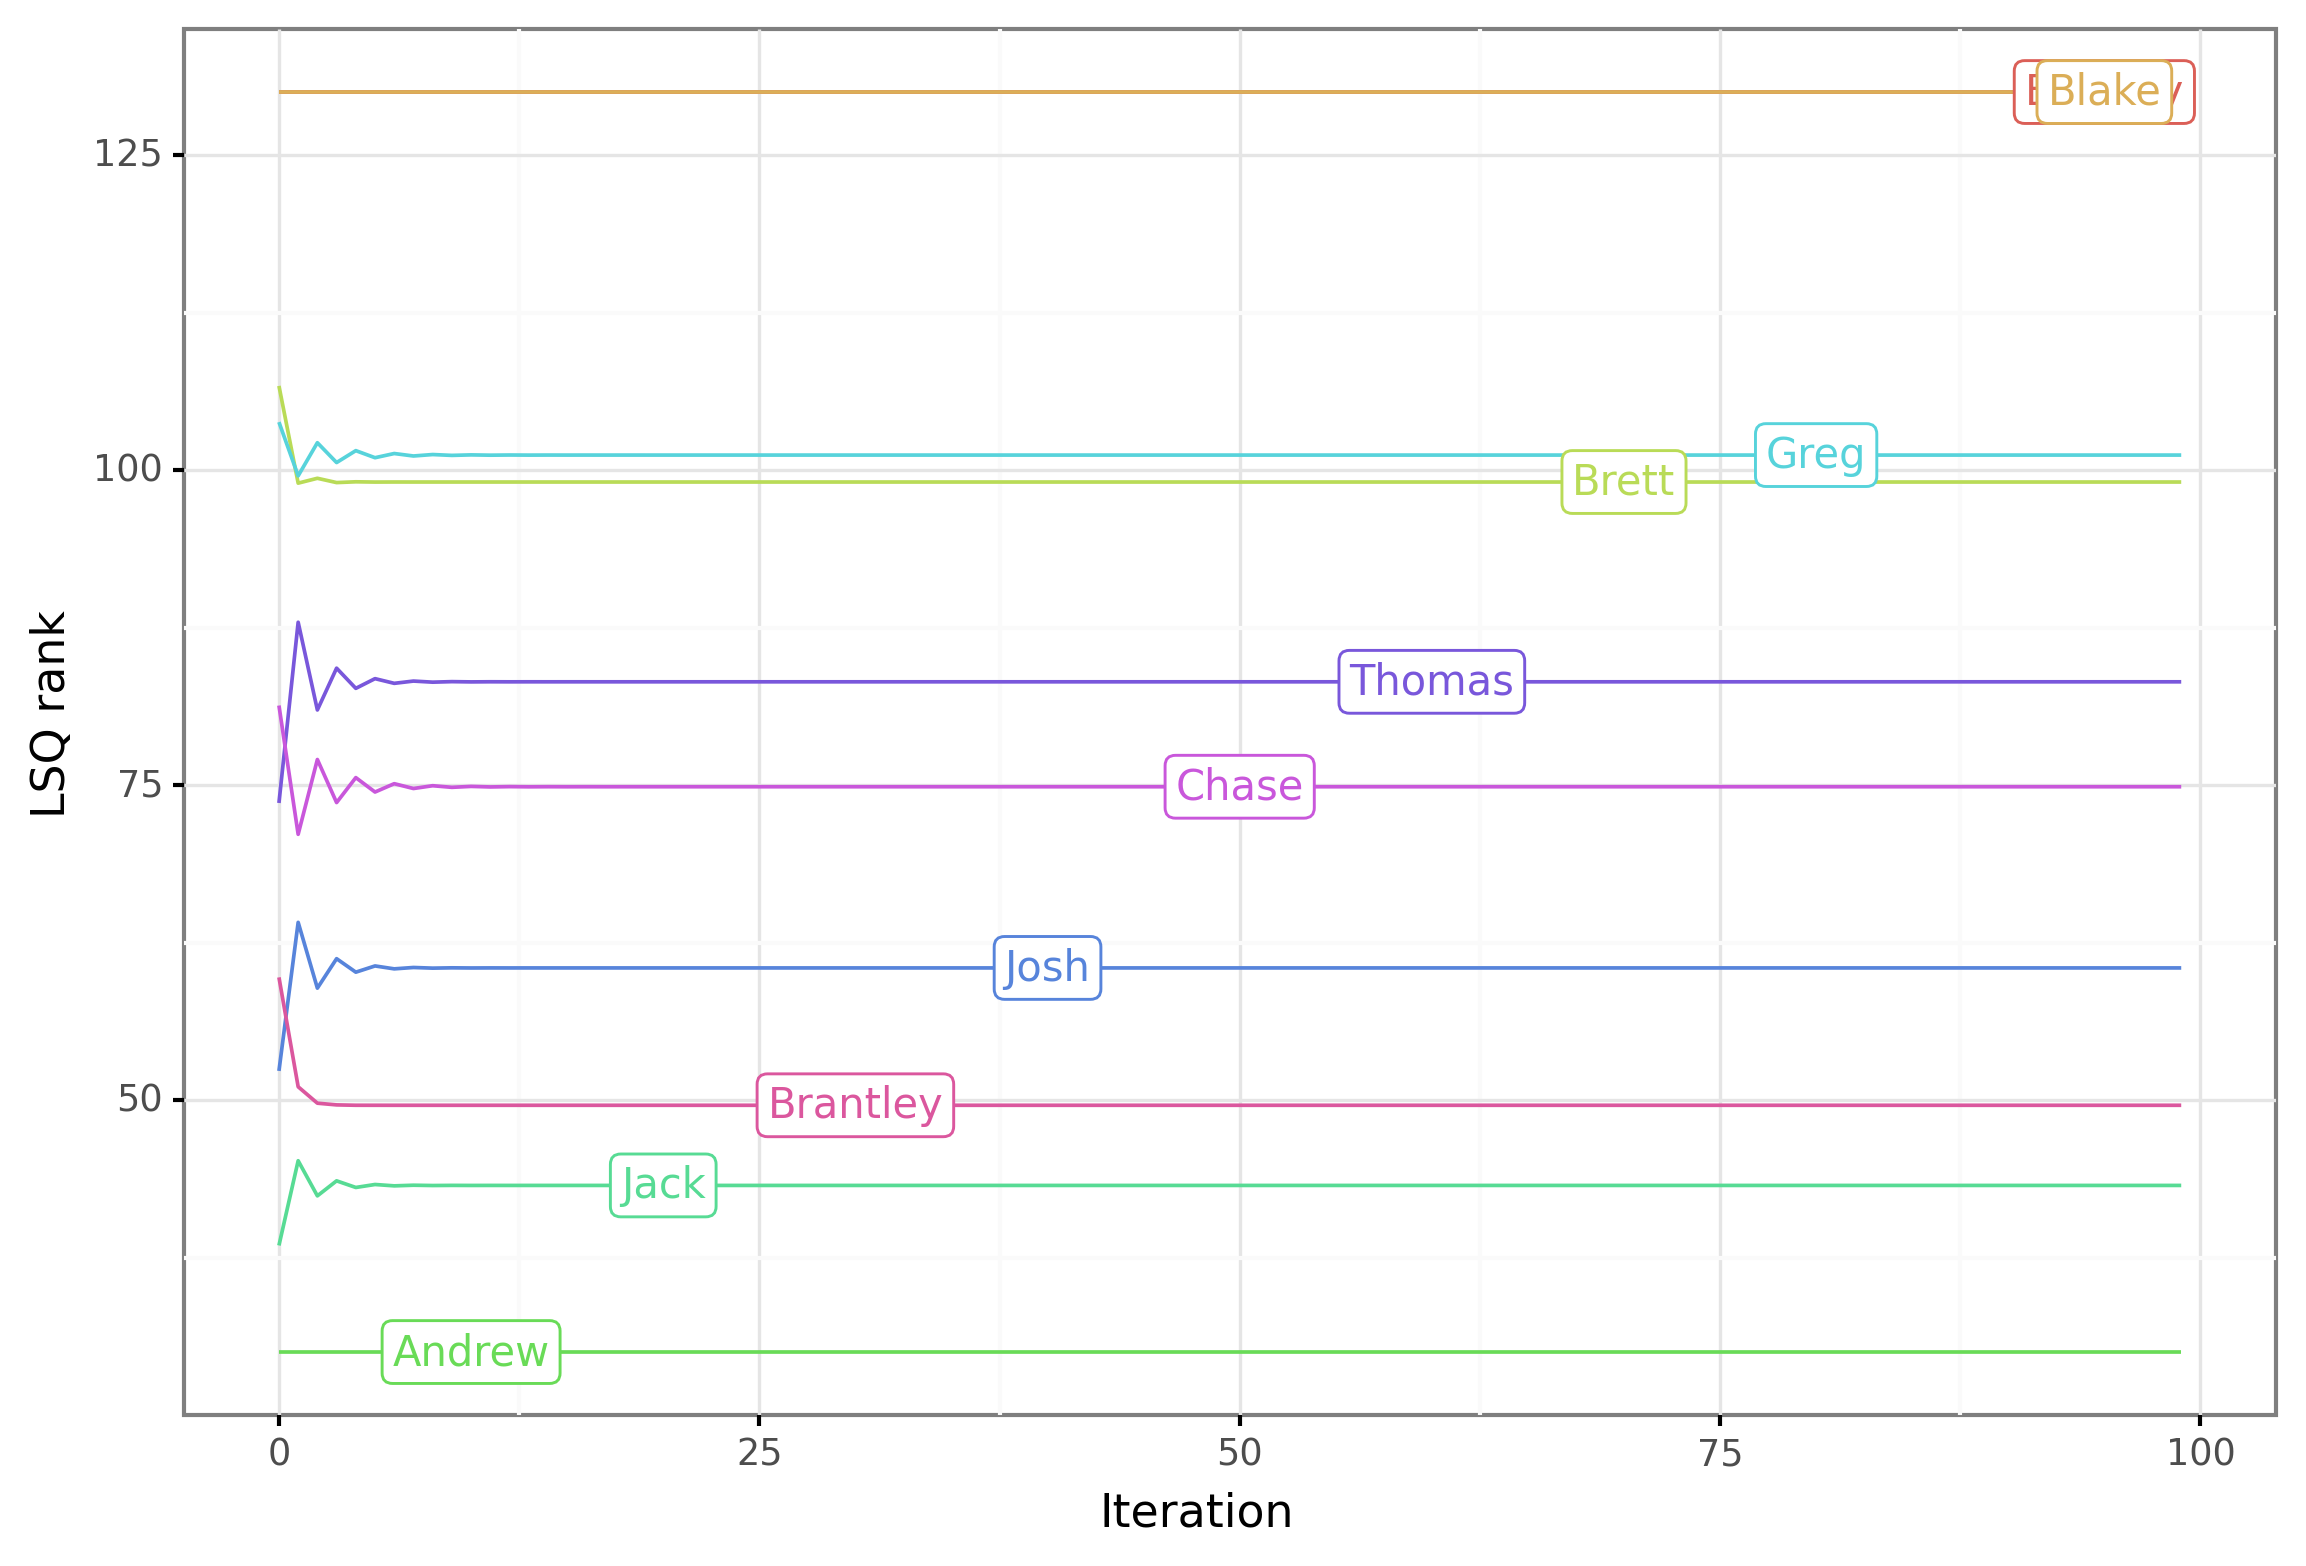 Blake
125
Greg
100
Brett
LSQ rank
Thomas
75
Chase
Josh
50
Brantley
Jack
Andrew
0 25 50 75 100
Iteration